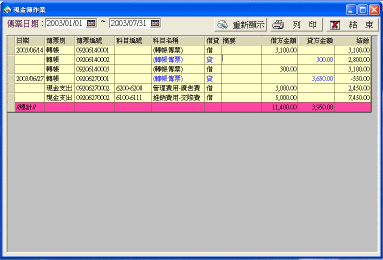 現金簿作業
傳票日期：2003/01/01 ~ 2003/07/31 重新顯示 列 印 結 束
日期 傳票別 傳票編號 科目編號 科目名稱 借貸 摘要 借方金額 貸方金額 結餘
2003/06/14 轉帳 09206140001 (轉帳傳票) 借 3,100.00 3,100.00
轉帳 09206140002 (轉帳傳票) 貸 300.00 2,800.00
轉帳 09206140003 (轉帳傳票) 借 300.00 3,100.00
2003/06/27 轉帳 09206270001 (轉帳傳票) 貸 3,650.00 -550.00
現金支出 09206270002 6200-6208 管理費用-廣告費 借 3,000.00 2,450.00
現金支出 09206270003 6100-6111 推銷費用-交際費 借 5,000.00 7,450.00
//總計// 11,400.00 3,950.00